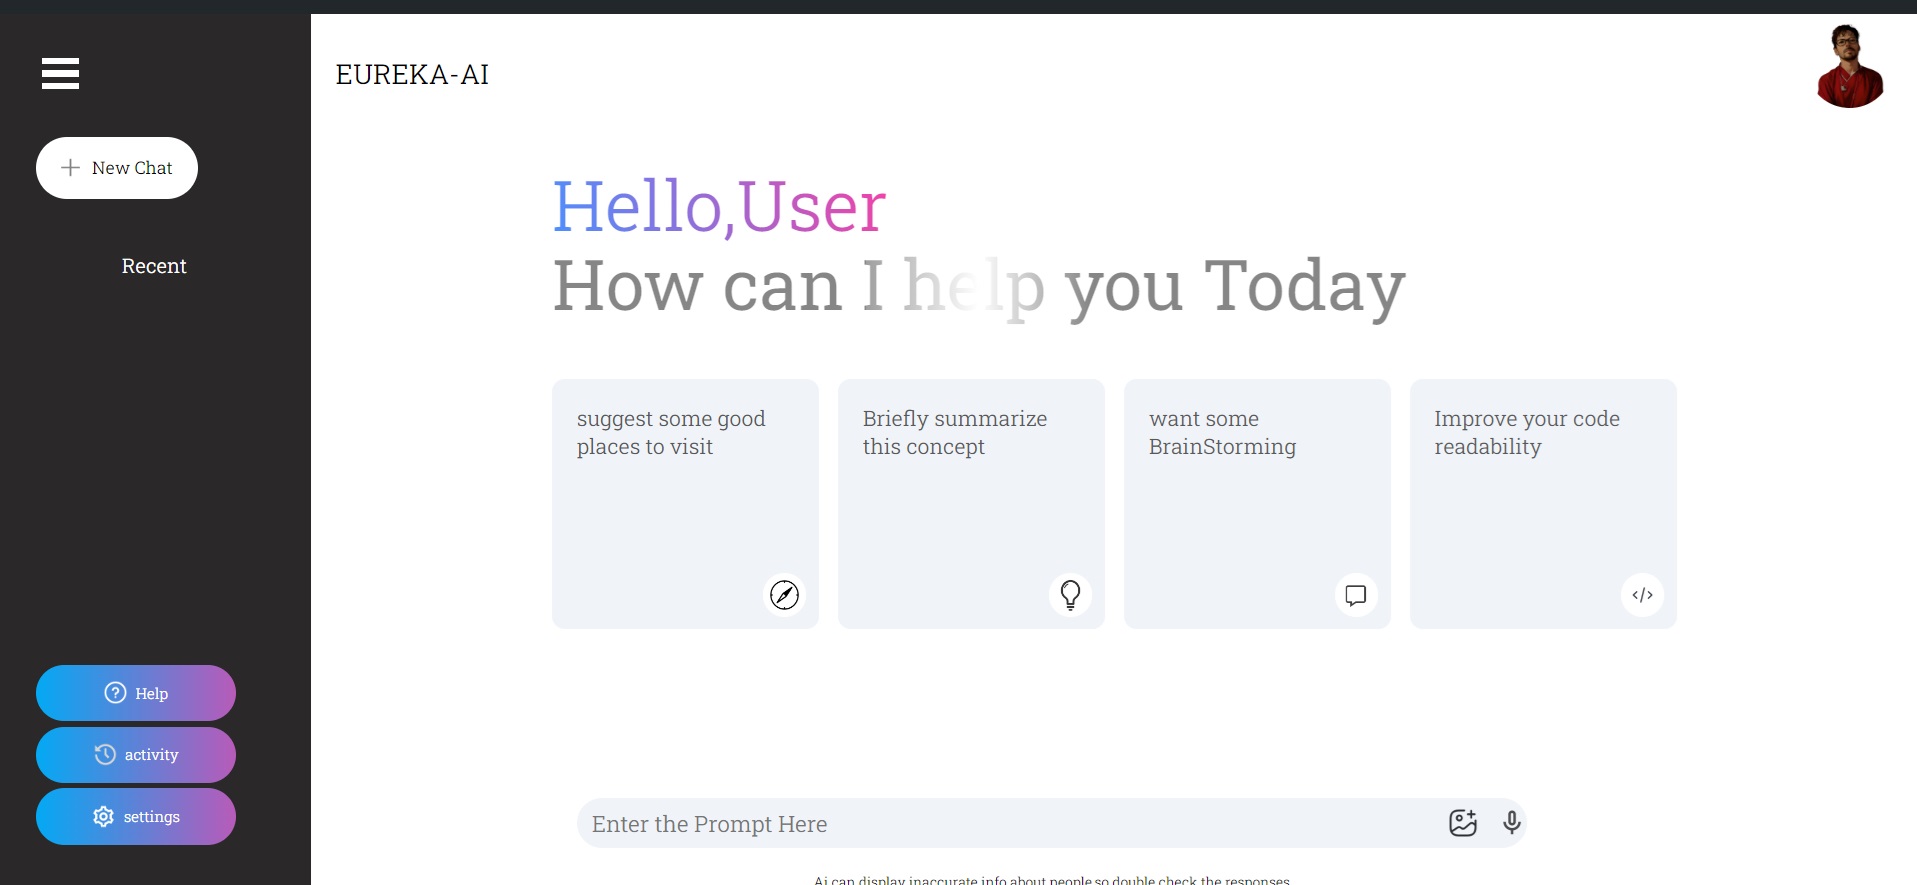 EUREKA-AI
New Chat
Recent
Hello,User
How can I help you Today
suggest some good
places to visit
Briefly summarize
this concept
want some
BrainStorming
Improve your code
readability
Help
activity
settings
Enter the Prompt Here
Ai can display inaccurate info about people so double check the responses